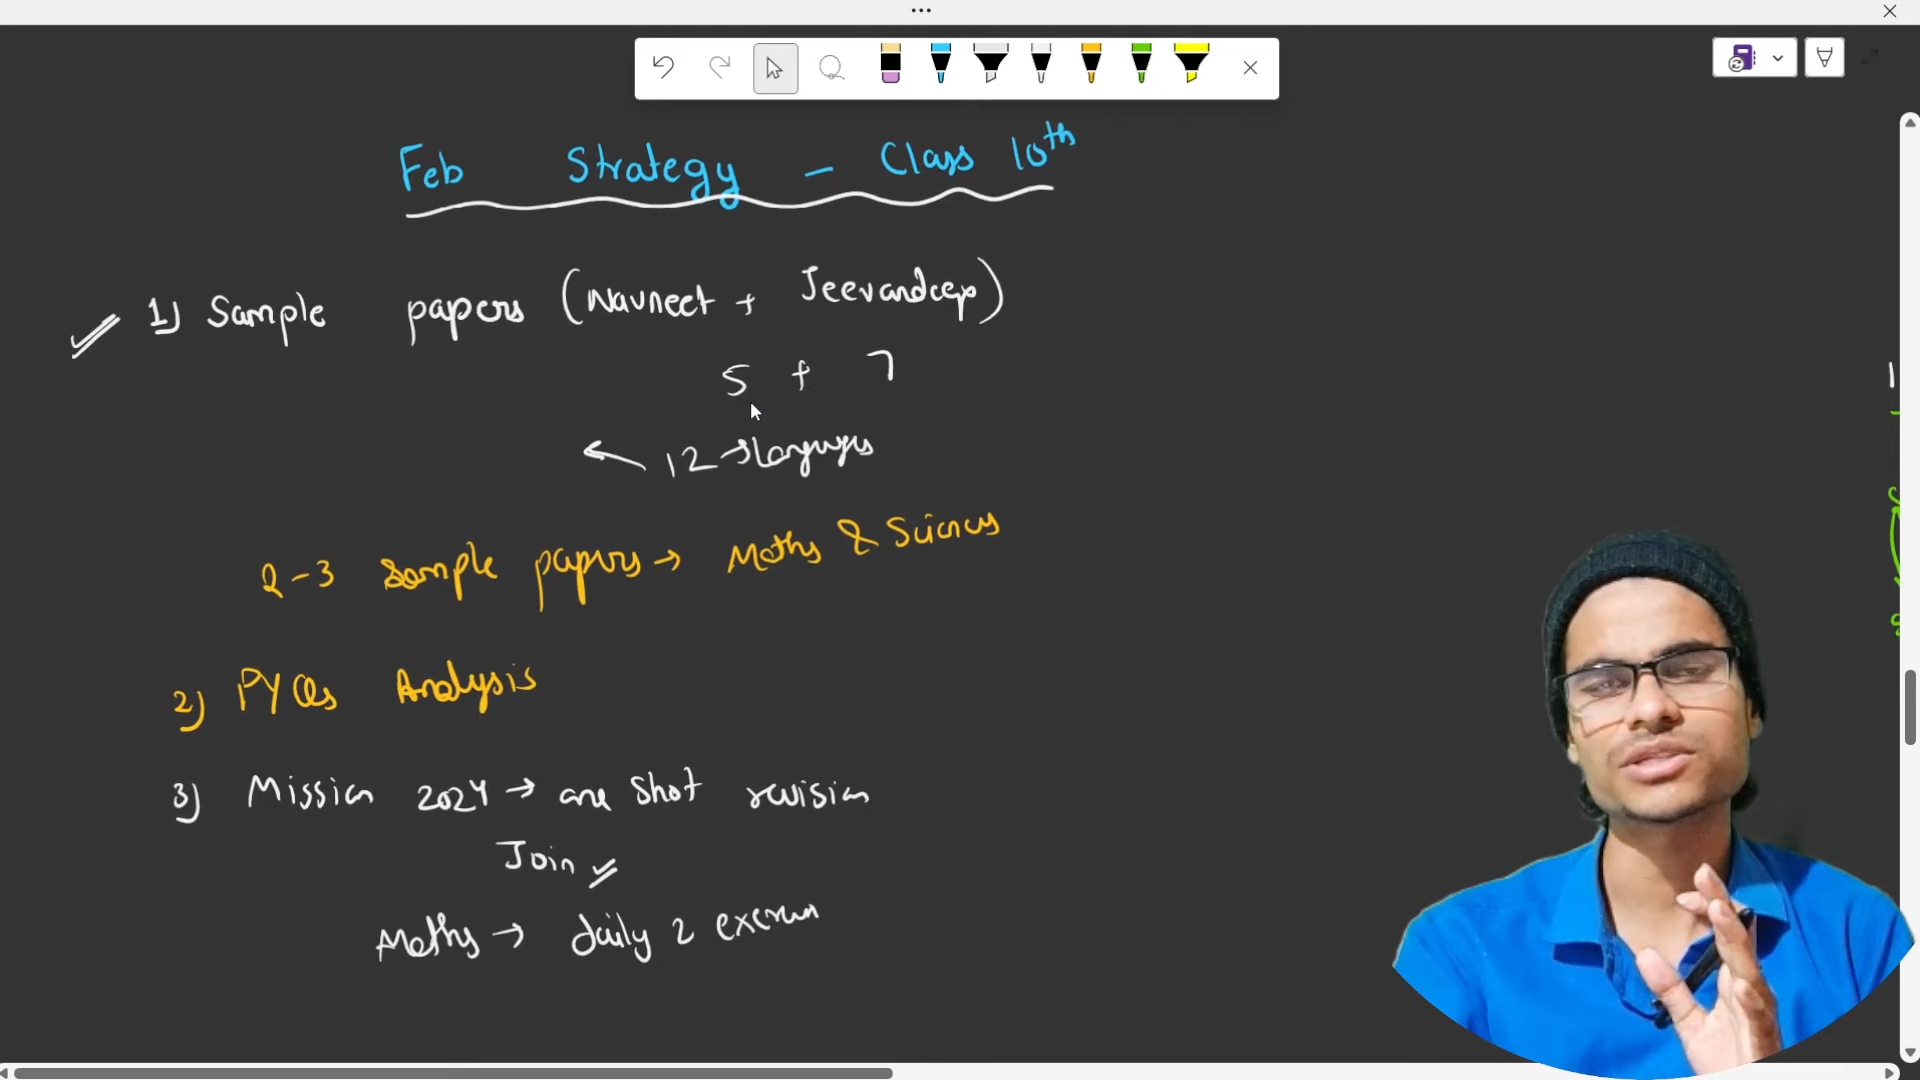 Feb Strategy - Class 10th
1) Sample papers (Navneet + Jeevandeep)
5 + 7
← 12 → languages
2-3 Sample papers → Maths & Science
2) PYQs Analysis
3) Mission 2024 → one shot revision
Join ✓
Maths → daily 2